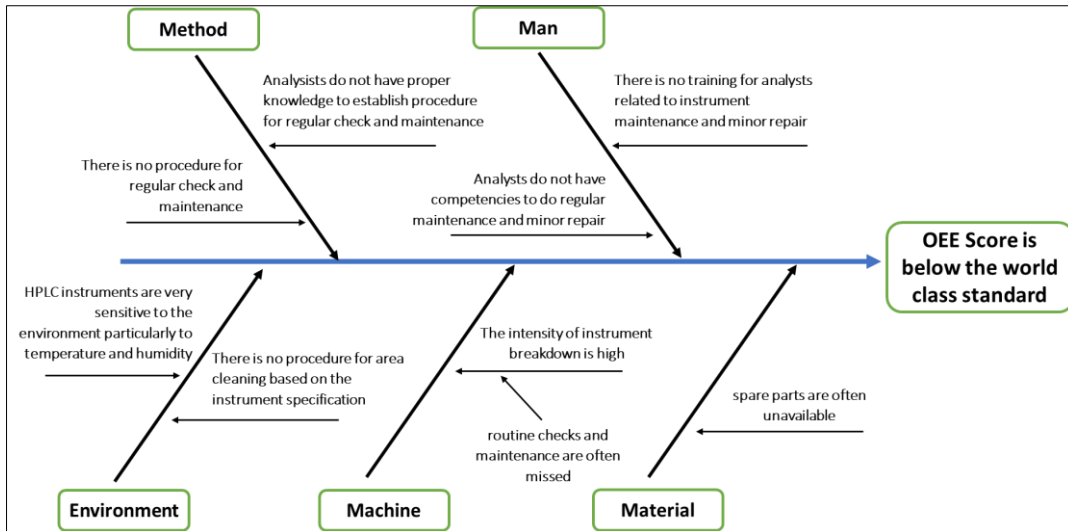 Method
Man
Analysists do not have proper
knowledge to establish procedure
for regular check and maintenance
There is no training for analysts
related to instrument
maintenance and minor repair
There is no procedure for
regular check and
maintenance
Analysts do not have
competencies to do regular
maintenance and minor repair
OEE Score is
below the world
class standard
HPLC instruments are very
sensitive to the
environment particularly to
temperature and humidity
There is no procedure for area
cleaning based on the
instrument specification
The intensity of instrument
breakdown is high
routine checks and
maintenance are often
missed
spare parts are often
unavailable
Environment
Machine
Material